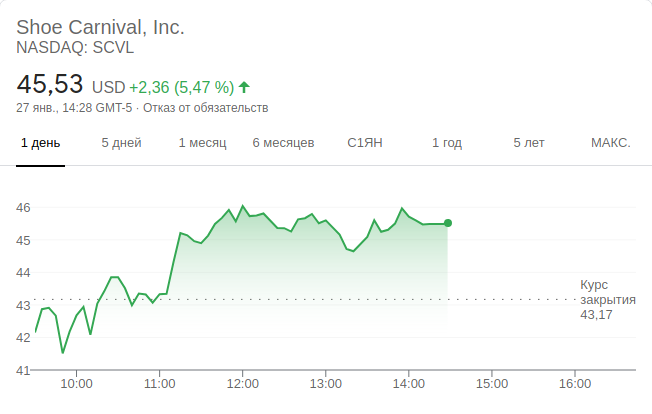 Shoe Carnival, Inc.
NASDAQ: SCVL
45,53 USD +2,36 (5,47 %)
27 янв., 14:28 GMT-5 · Отказ от обязательств
1 день 5 дней 1 месяц 6 месяцев С1ЯН 1 год 5 лет МАКС.
46
45
44
43
42
41
Курс
закрытия
43,17
10:00 11:00 12:00 13:00 14:00 15:00 16:00